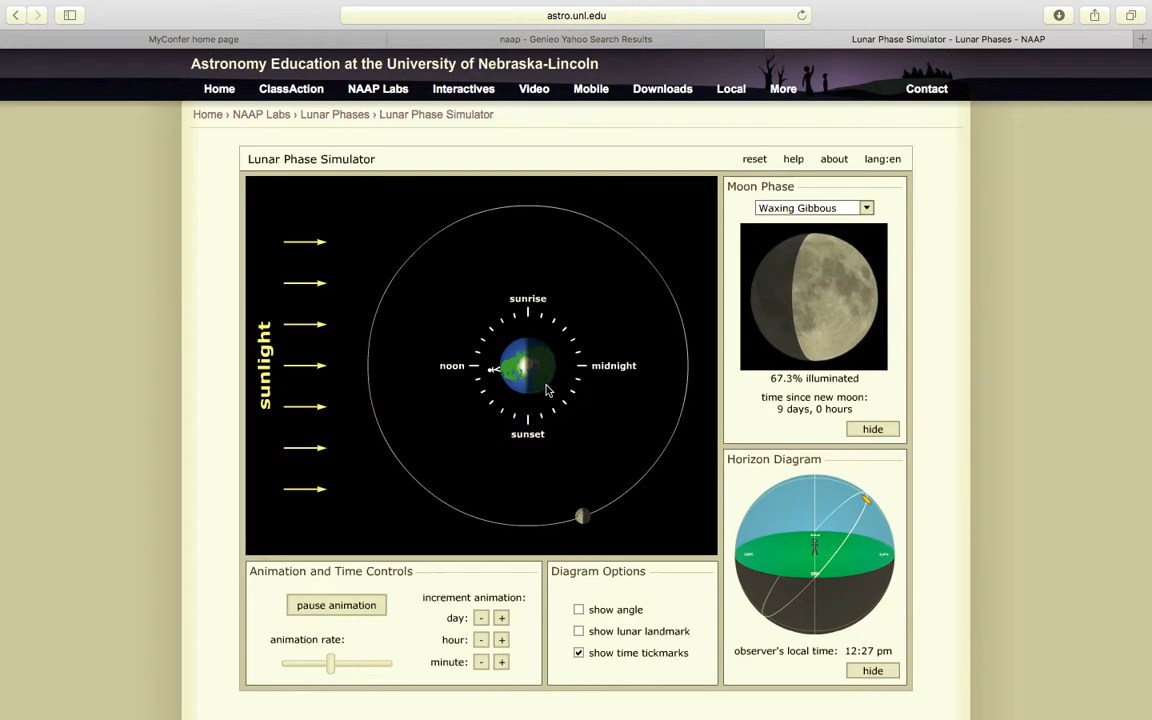 astro.unl.edu
MyConfer home page
naap - Genieo Yahoo Search Results
Lunar Phase Simulator - Lunar Phases - NAAP
Astronomy Education at the University of Nebraska-Lincoln
Home ClassAction NAAP Labs Interactives Video Mobile Downloads Local More Contact
Home › NAAP Labs › Lunar Phases › Lunar Phase Simulator
Lunar Phase Simulator
reset help about lang:en
sunlight
sunrise
noon
midnight
sunset
Moon Phase
Waxing Gibbous
67.3% illuminated
time since new moon:
9 days, 0 hours
hide
Horizon Diagram
observer's local time: 12:27 pm
hide
Animation and Time Controls
pause animation
animation rate:
increment animation:
day: - +
hour: - +
minute: - +
Diagram Options
show angle
show lunar landmark
show time tickmarks